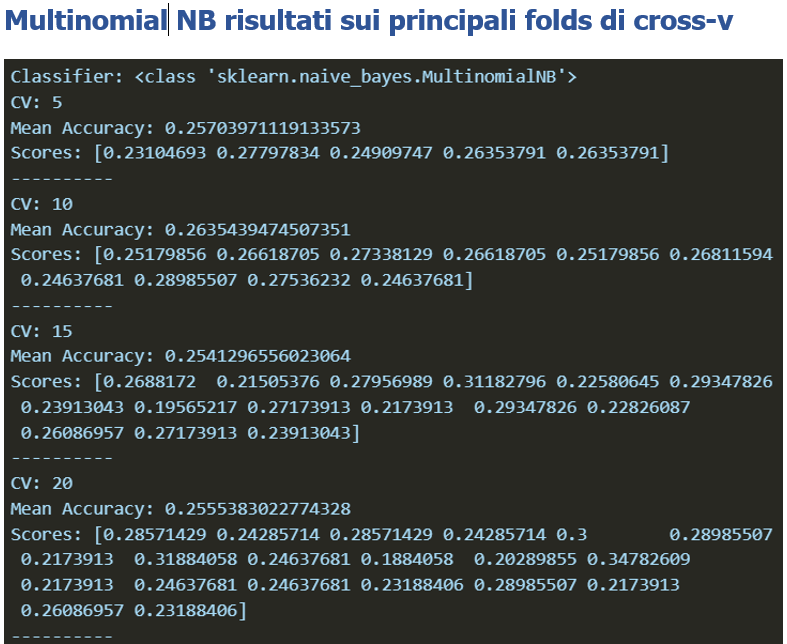 Multinomial NB risultati sui principali folds di cross-v
Classifier: <class 'sklearn.naive_bayes.MultinomialNB'>
CV: 5
Mean Accuracy: 0.25703971119133573
Scores: [0.23104693 0.27797834 0.24909747 0.26353791 0.26353791]
----------
CV: 10
Mean Accuracy: 0.2635439474507351
Scores: [0.25179856 0.26618705 0.27338129 0.26618705 0.25179856 0.26811594
0.24637681 0.28985507 0.27536232 0.24637681]
----------
CV: 15
Mean Accuracy: 0.2541296556023064
Scores: [0.2688172  0.21505376 0.27956989 0.31182796 0.22580645 0.29347826
0.23913043 0.19565217 0.27173913 0.2173913  0.29347826 0.22826087
0.26086957 0.27173913 0.23913043]
----------
CV: 20
Mean Accuracy: 0.2555383022774328
Scores: [0.28571429 0.24285714 0.28571429 0.24285714 0.3        0.28985507
0.2173913  0.31884058 0.24637681 0.1884058  0.20289855 0.34782609
0.2173913  0.24637681 0.24637681 0.23188406 0.28985507 0.2173913
0.26086957 0.23188406]
----------